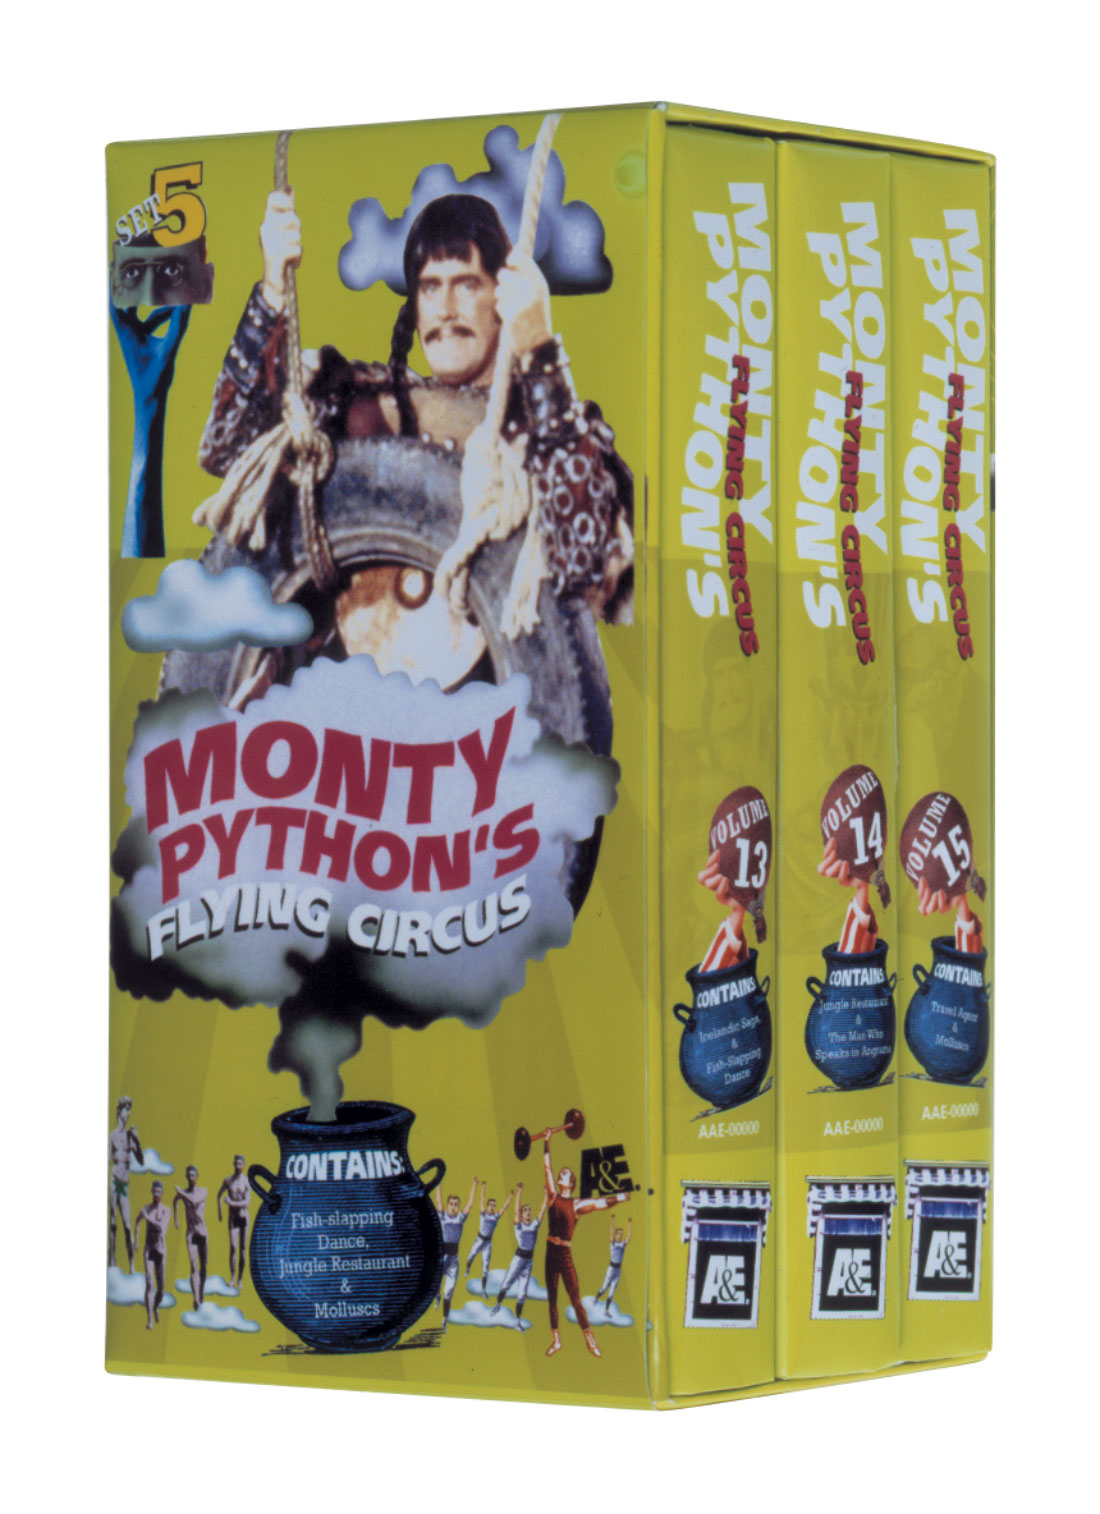 SET 5
MONTY
PYTHON'S
FLYING CIRCUS
CONTAINS:
Fish-slapping
Dance,
Jungle Restaurant
&
Molluscs
A&E
MONTY
PYTHON'S
FLYING CIRCUS
VOLUME
13
CONTAINS
Icelandic Saga,
&
Fish-Slapping
Dance
AAE-00000
A&E
MONTY
PYTHON'S
FLYING CIRCUS
VOLUME
14
CONTAINS:
Jungle Restaurant
&
The Man Who
Speaks in Anagrams
AAE-00000
A&E
MONTY
PYTHON'S
FLYING CIRCUS
VOLUME
15
CONTAINS:
Travel Agent
&
Molluscs
AAE-00000
A&E